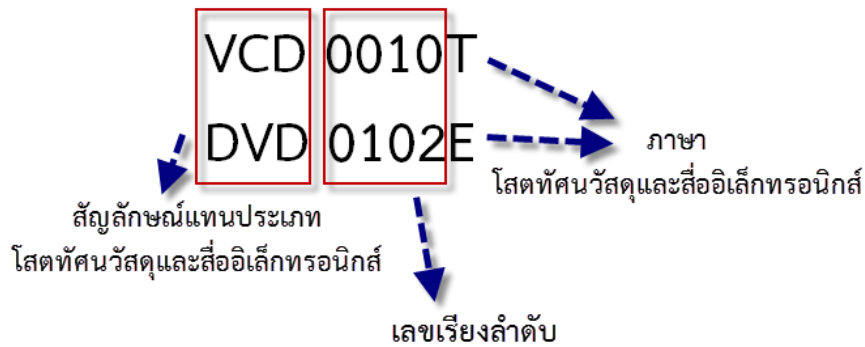 VCD 0010T
DVD 0102E
ภาษา
โสตทัศนวัสดุและสื่ออิเล็กทรอนิกส์
สัญลักษณ์แทนประเภท
โสตทัศนวัสดุและสื่ออิเล็กทรอนิกส์
เลขเรียงลำดับ